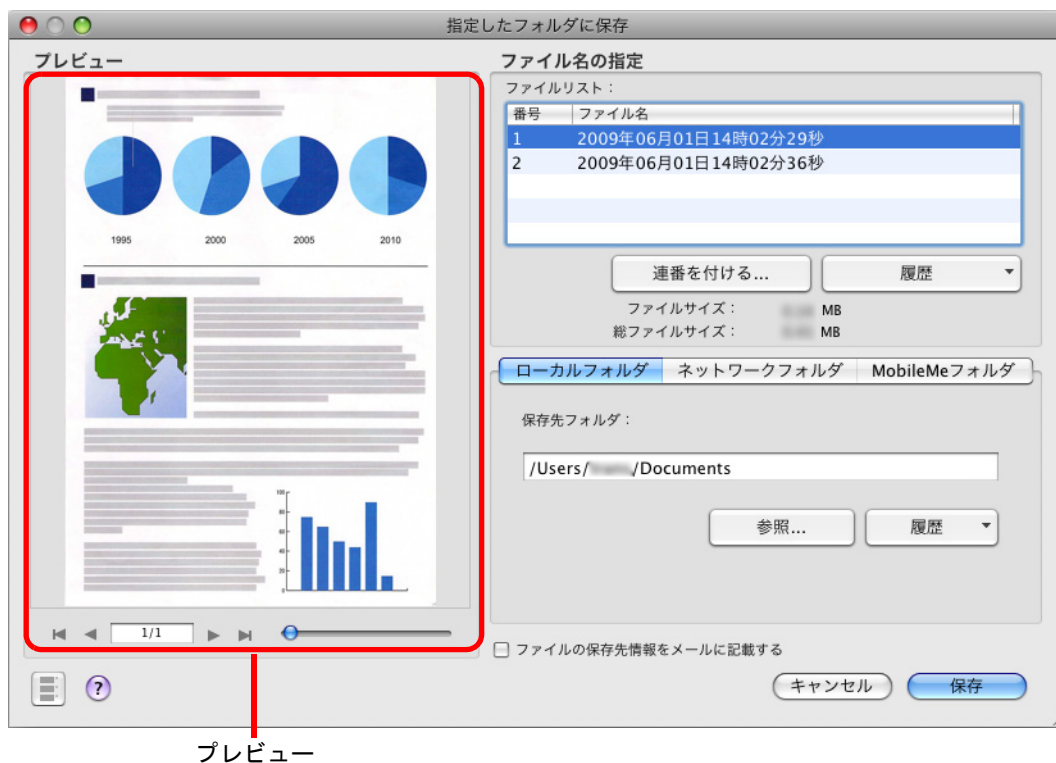 指定したフォルダに保存
プレビュー
1995 2000 2005 2010
100
80
60
40
20
0
1/1
ファイル名の指定
ファイルリスト：
番号 ファイル名
1 2009年06月01日14時02分29秒
2 2009年06月01日14時02分36秒
連番を付ける... 履歴
ファイルサイズ： MB
総ファイルサイズ： MB
ローカルフォルダ ネットワークフォルダ MobileMeフォルダ
保存先フォルダ：
/Users/ /Documents
参照... 履歴
ファイルの保存先情報をメールに記載する
?
キャンセル 保存
プレビュー